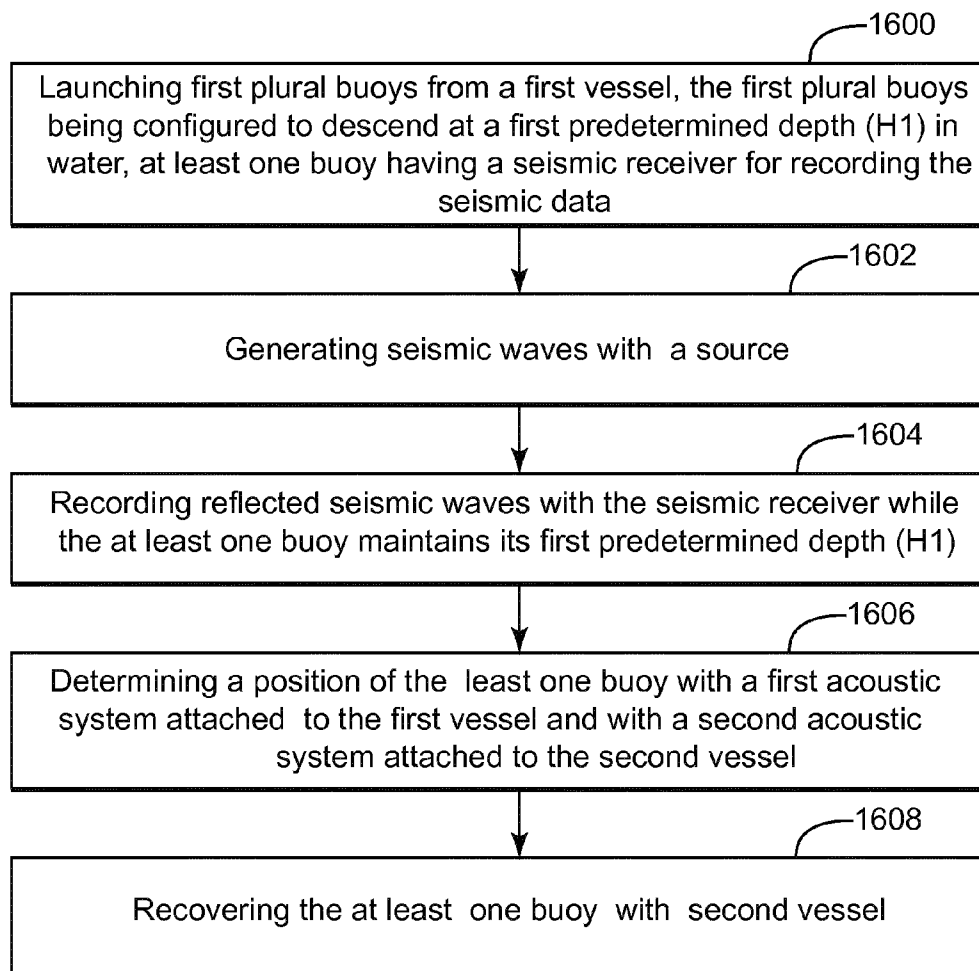 1600
Launching first plural buoys from a first vessel, the first plural buoys
being configured to descend at a first predetermined depth (H1) in
water, at least one buoy having a seismic receiver for recording the
seismic data
1602
Generating seismic waves with a source
1604
Recording reflected seismic waves with the seismic receiver while
the at least one buoy maintains its first predetermined depth (H1)
1606
Determining a position of the least one buoy with a first acoustic
system attached to the first vessel and with a second acoustic
system attached to the second vessel
1608
Recovering the at least one buoy with second vessel